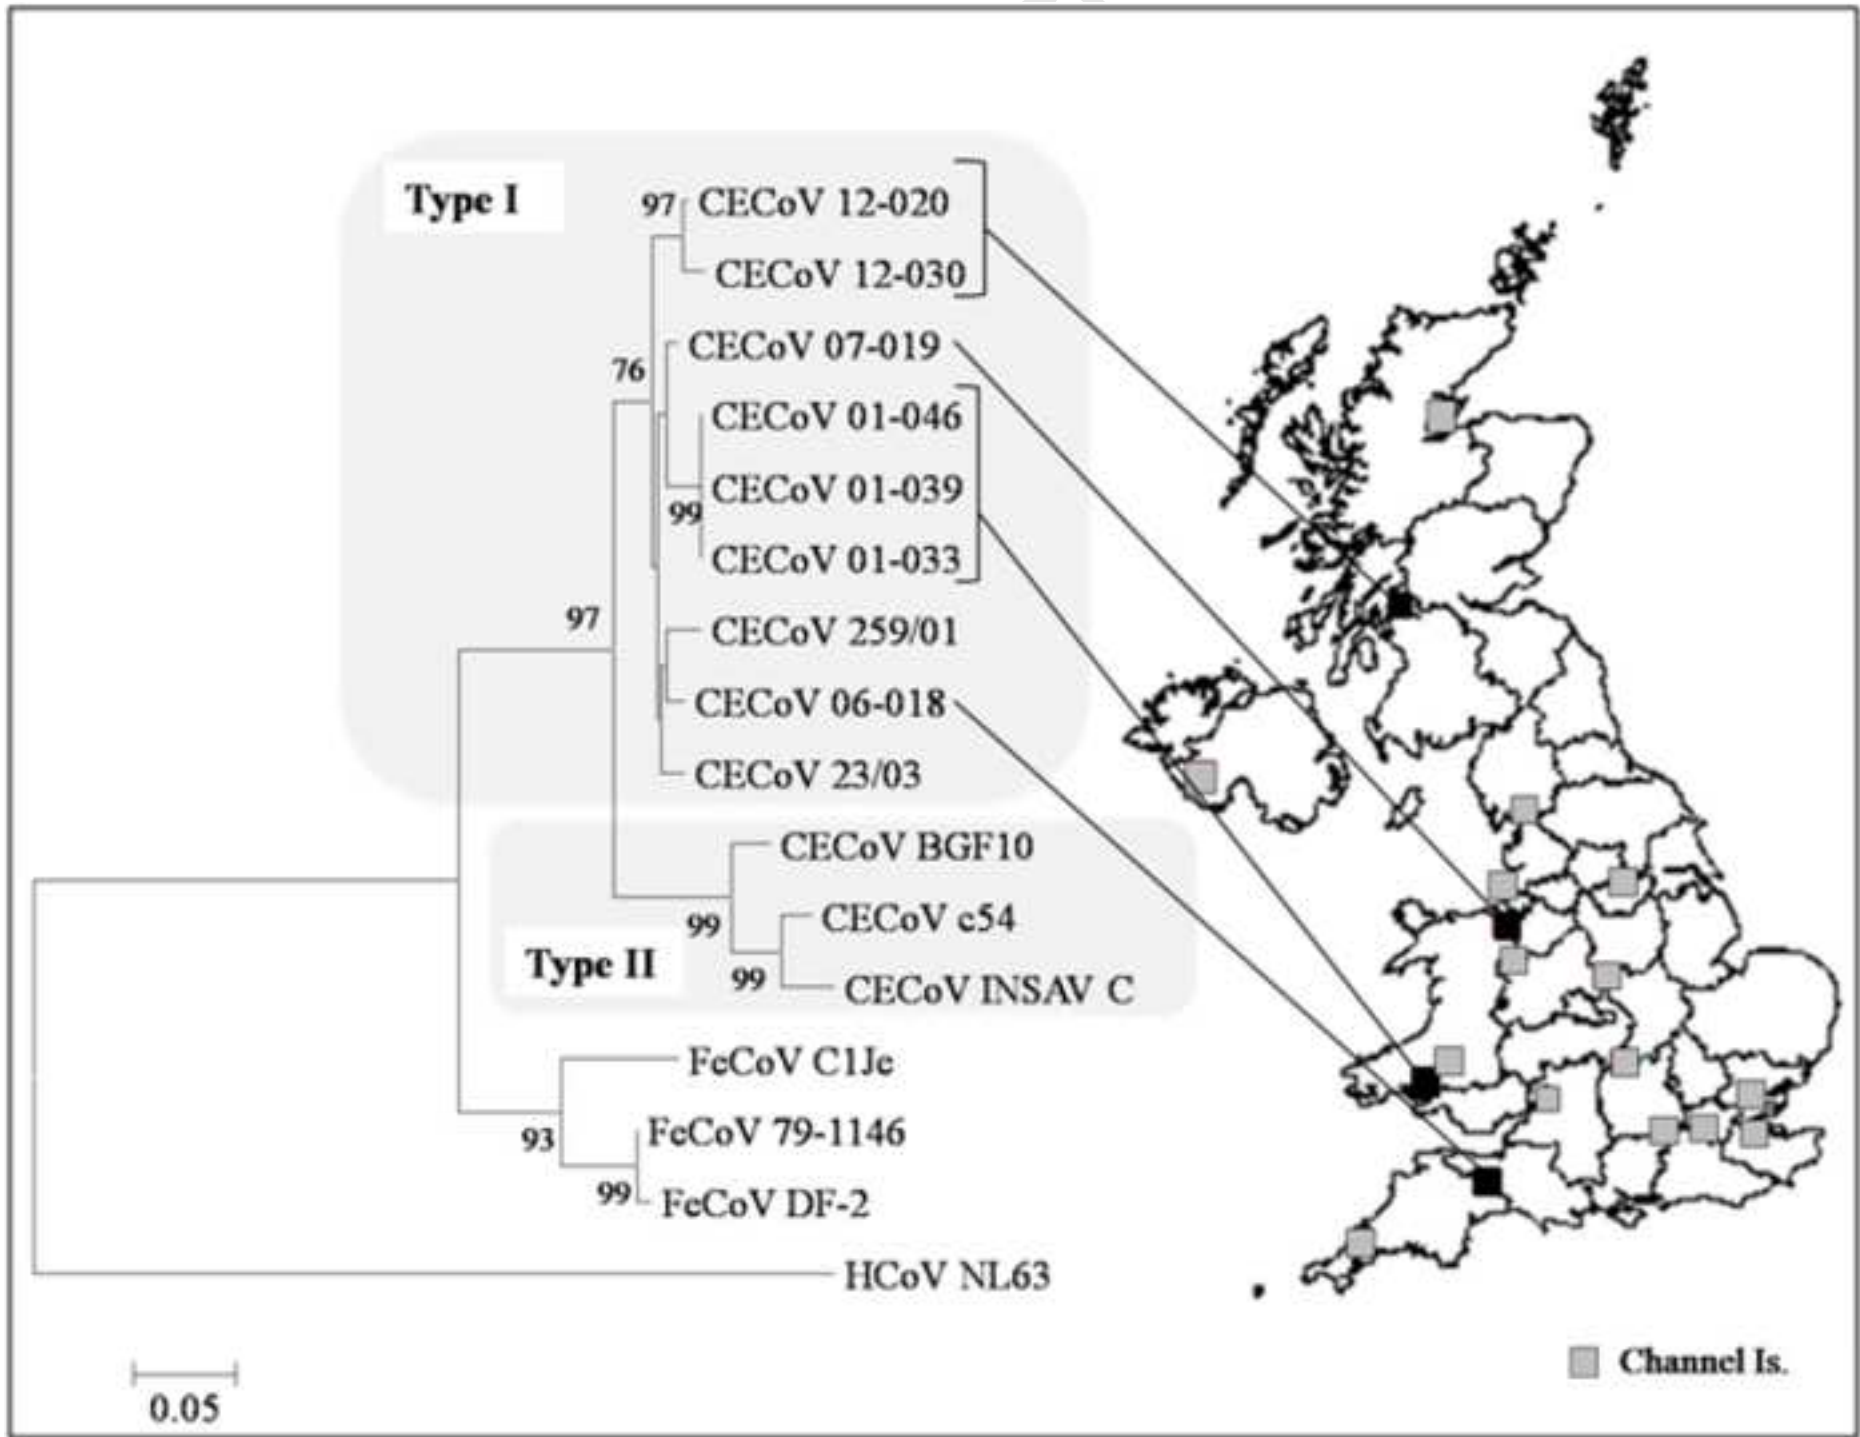 Type I
97
CECoV 12-020
CECoV 12-030
CECoV 07-019
76
CECoV 01-046
CECoV 01-039
99
CECoV 01-033
97
CECoV 259/01
CECoV 06-018
CECoV 23/03
CECoV BGF10
99
CECoV c54
Type II
99
CECoV INSAV C
FeCoV C1Je
93
FeCoV 79-1146
99
FeCoV DF-2
HCoV NL63
0.05
Channel Is.